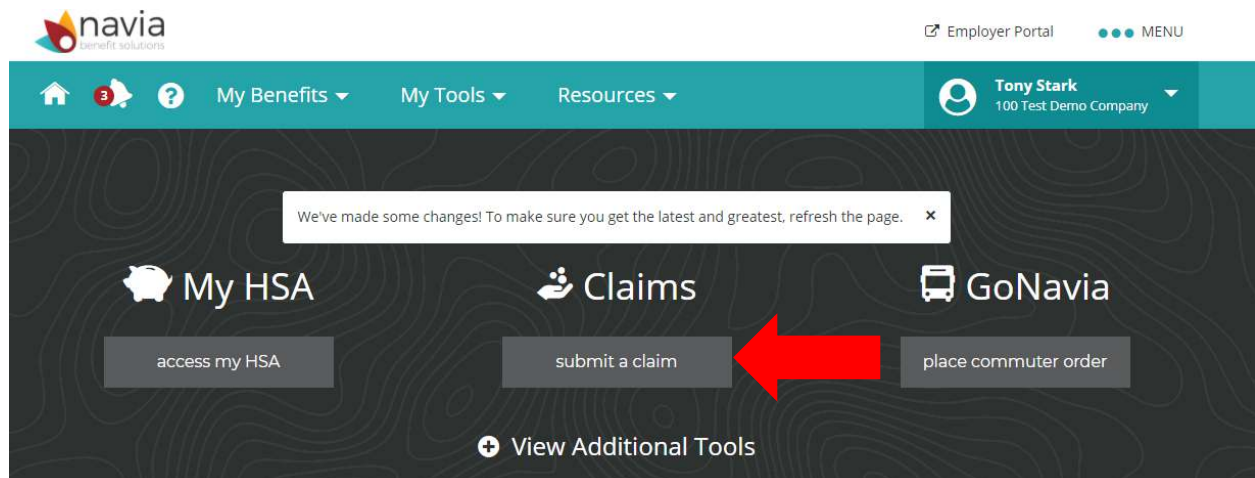 navia
benefit solutions
Employer Portal
MENU
3
?
My Benefits
My Tools
Resources
Tony Stark
100 Test Demo Company
We've made some changes! To make sure you get the latest and greatest, refresh the page. ×
My HSA
Claims
GoNavia
access my HSA
submit a claim
place commuter order
View Additional Tools